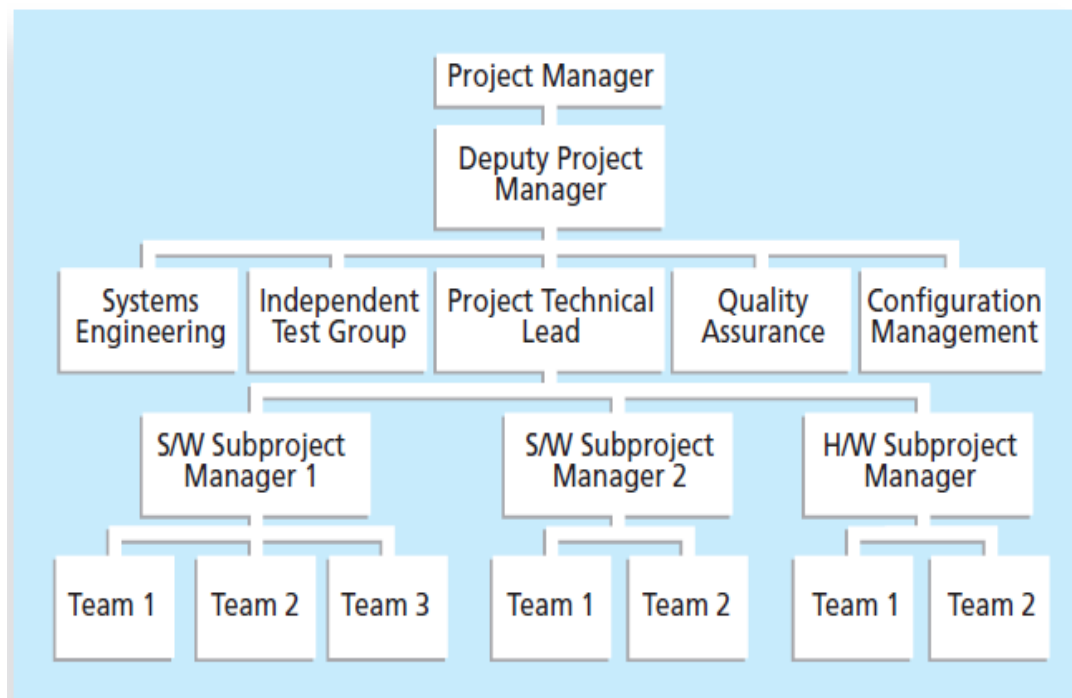 Project Manager
Deputy Project
Manager
Systems
Engineering
Independent
Test Group
Project Technical
Lead
Quality
Assurance
Configuration
Management
S/W Subproject
Manager 1
S/W Subproject
Manager 2
H/W Subproject
Manager
Team 1
Team 2
Team 3
Team 1
Team 2
Team 1
Team 2